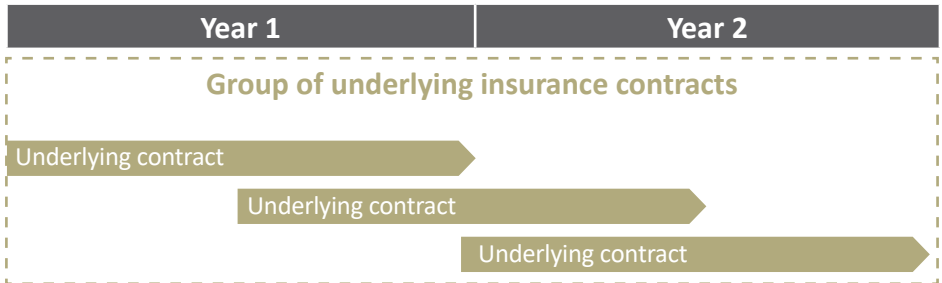 Year 1 Year 2
Group of underlying insurance contracts
Underlying contract
Underlying contract
Underlying contract